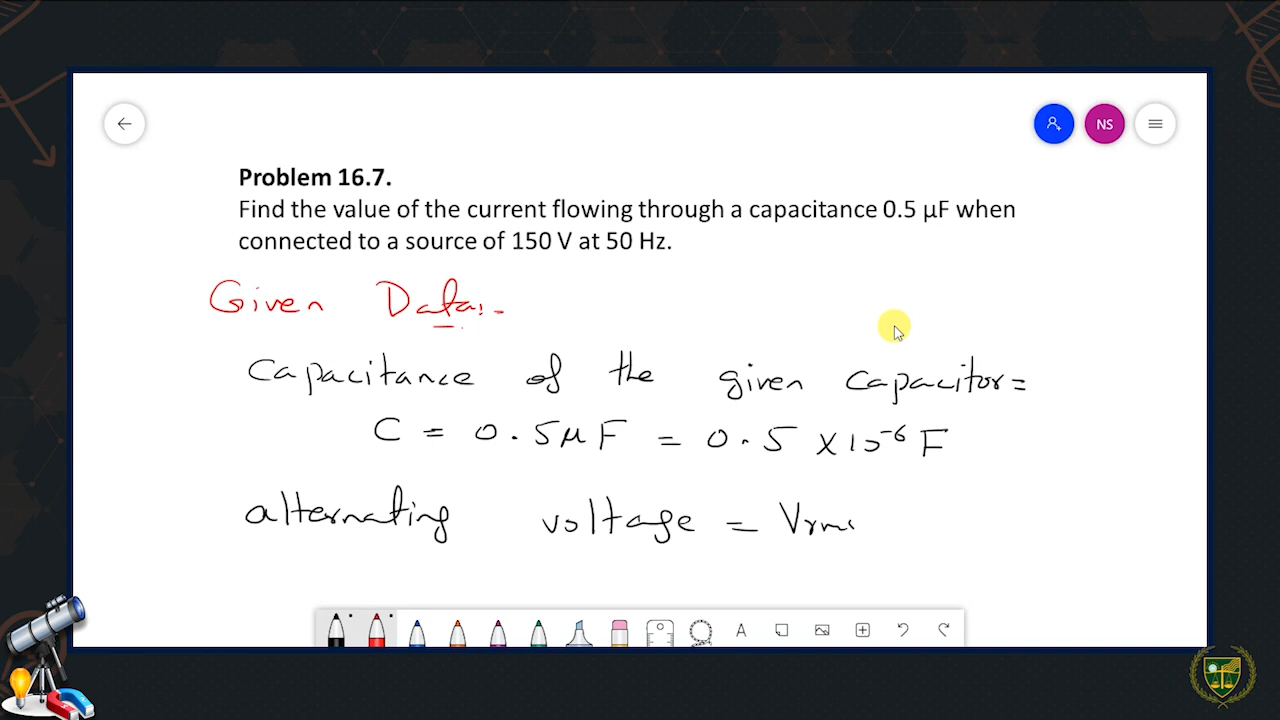 NS
Problem 16.7.
Find the value of the current flowing through a capacitance 0.5 μF when
connected to a source of 150 V at 50 Hz.
Given Data:-
Capacitance of the given capacitor=
C = 0.5μF = 0.5 ×10⁻⁶ F
alternating voltage = Vrms
A